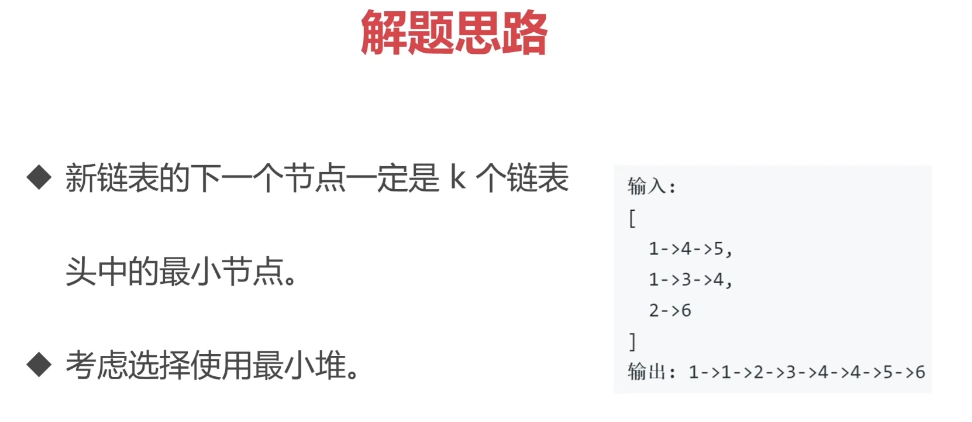 解题思路
◆ 新链表的下一个节点一定是 k 个链表
头中的最小节点。
◆ 考虑选择使用最小堆。
输入:
[
  1->4->5,
  1->3->4,
  2->6
]
输出: 1->1->2->3->4->4->5->6